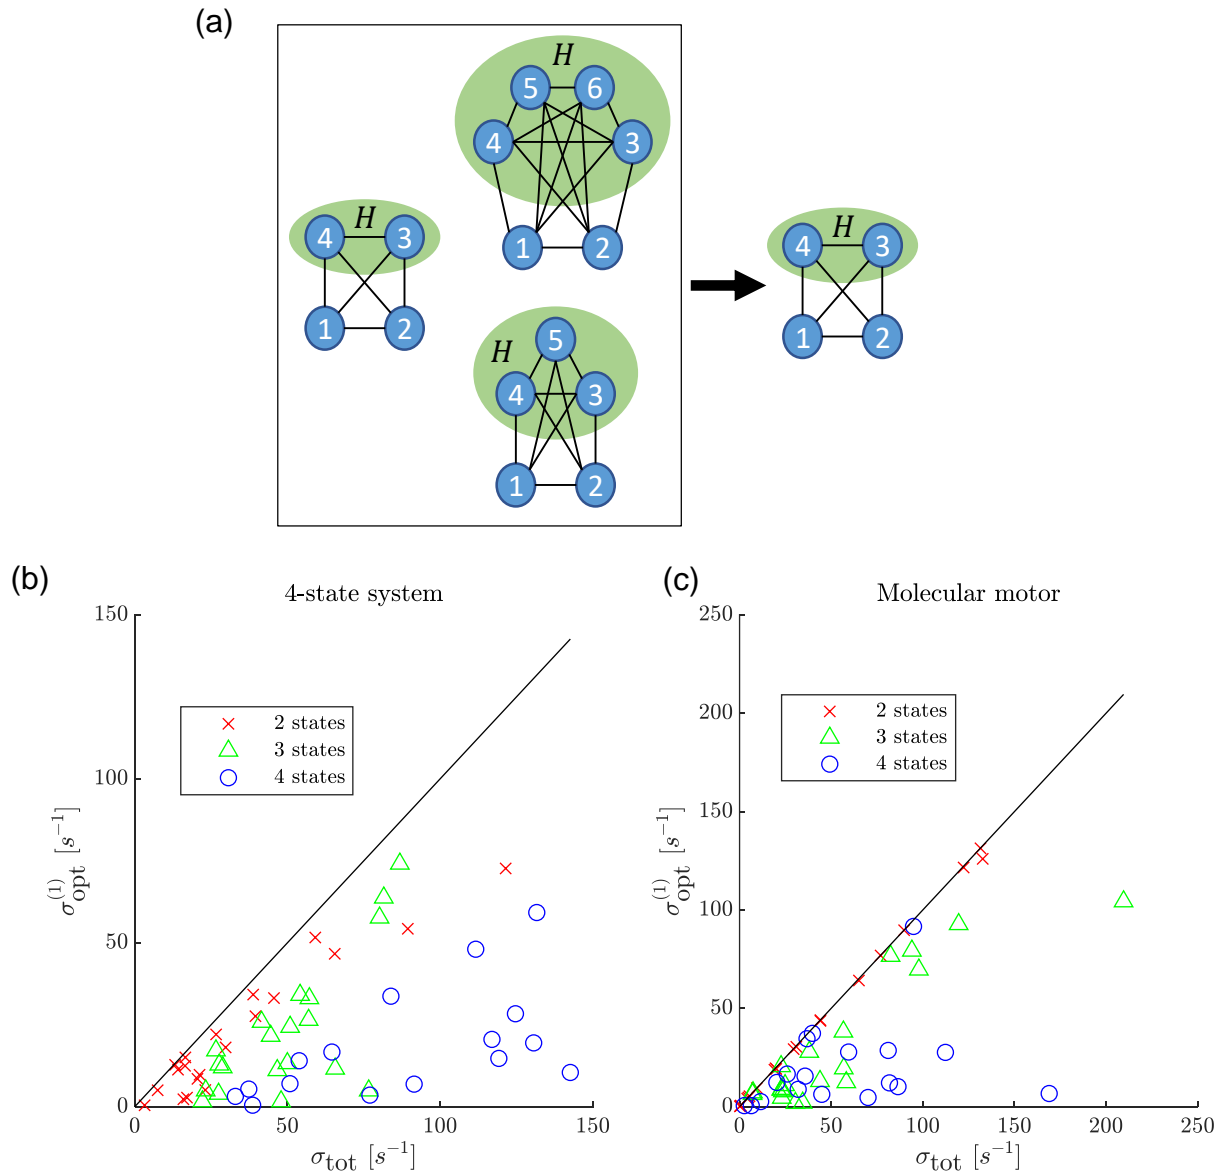 (a)
H
5 6
4 3
1 2
H
4 3
1 2
H
5
4 3
1 2
H
4 3
1 2
(b)
4-state system
150
100
50
0
0 50 100 150
σ_opt^(1) [s^-1]
σ_tot [s^-1]
2 states
3 states
4 states
(c)
Molecular motor
250
200
150
100
50
0
0 50 100 150 200 250
σ_opt^(1) [s^-1]
σ_tot [s^-1]
2 states
3 states
4 states